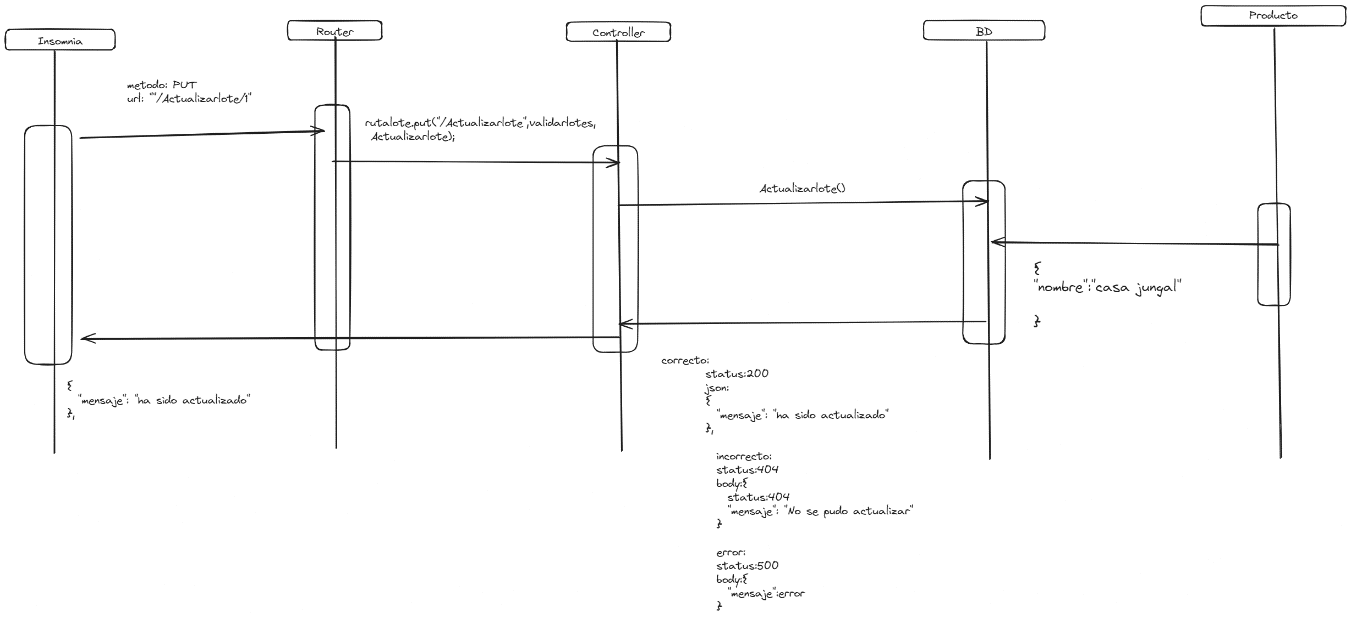 Insomnia
Router
Controller
BD
Producto
metodo: PUT
url: ""/Actualizarlote/1"
rutalote.put("/Actualizarlote",validarlotes,
Actualizarlote);
Actualizarlote()
{
"nombre":"casa jungal"
}
{
"mensaje": "ha sido actualizado"
},
correcto:
status:200
json:
{
"mensaje": "ha sido actualizado"
},
incorrecto:
status:404
body:{
status:404
"mensaje": "No se pudo actualizar"
}
error:
status:500
body:{
"mensaje":error
}